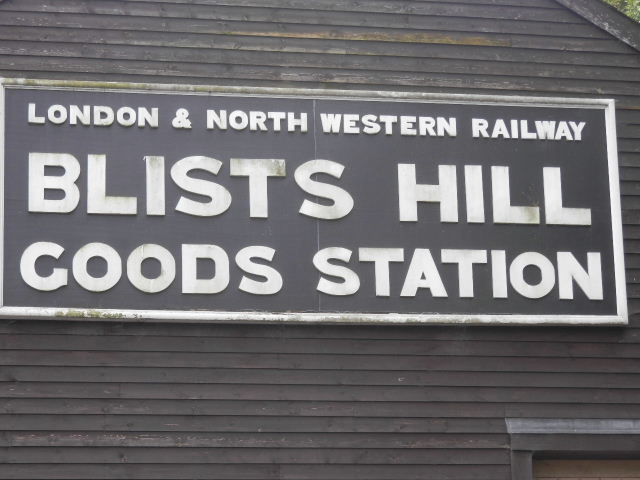 LONDON & NORTH WESTERN RAILWAY
BLISTS HILL
GOODS STATION